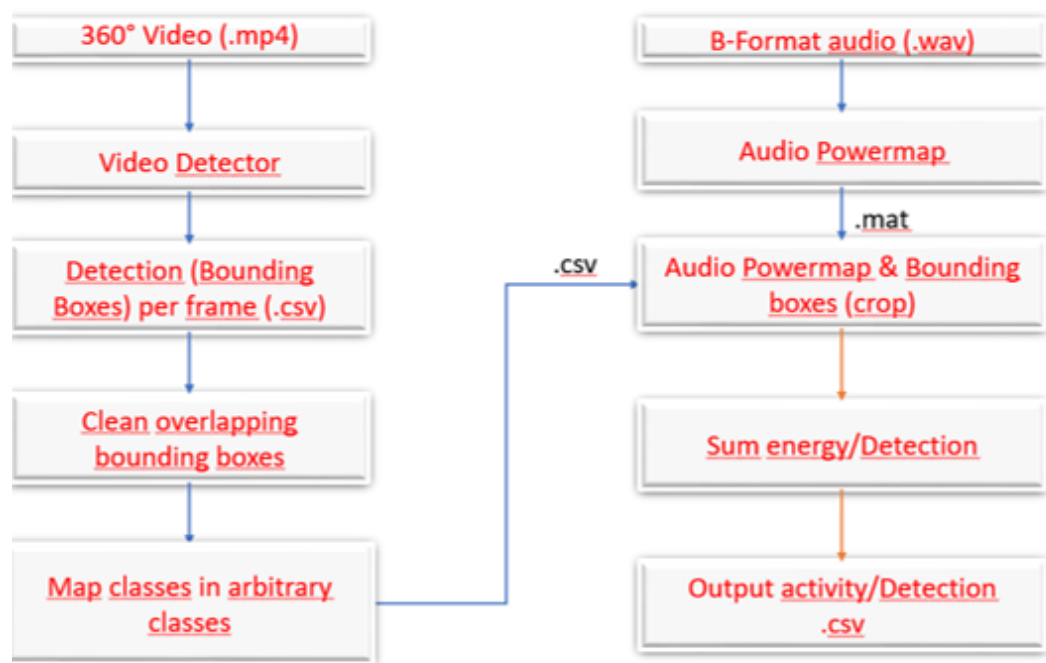 360° Video (.mp4)
Video Detector
Detection (Bounding
Boxes) per frame (.csv)
Clean overlapping
bounding boxes
Map classes in arbitrary
classes
.csv
B-Format audio (.wav)
Audio Powermap
.mat
Audio Powermap & Bounding
boxes (crop)
Sum energy/Detection
Output activity/Detection
.csv